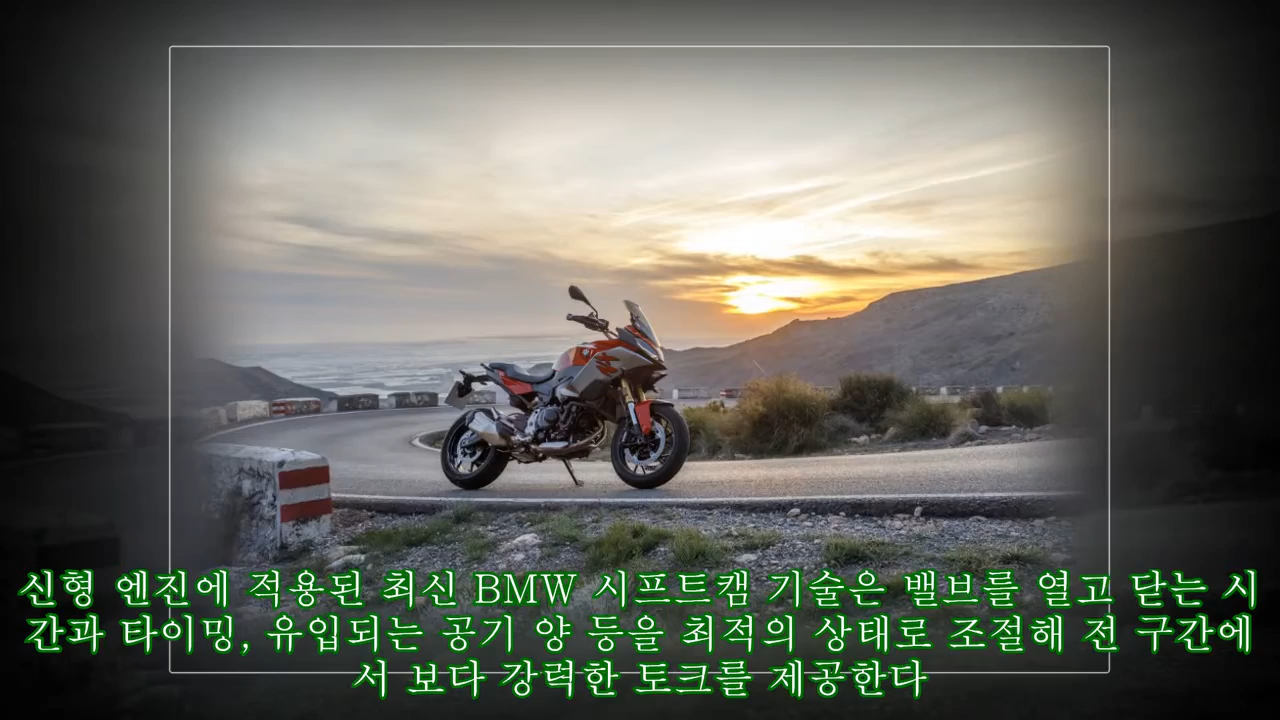 신형 엔진에 적용된 최신 BMW 시프트캠 기술은 밸브를 열고 닫는 시
간과 타이밍, 유입되는 공기 양 등을 최적의 상태로 조절해 전 구간에
서 보다 강력한 토크를 제공한다